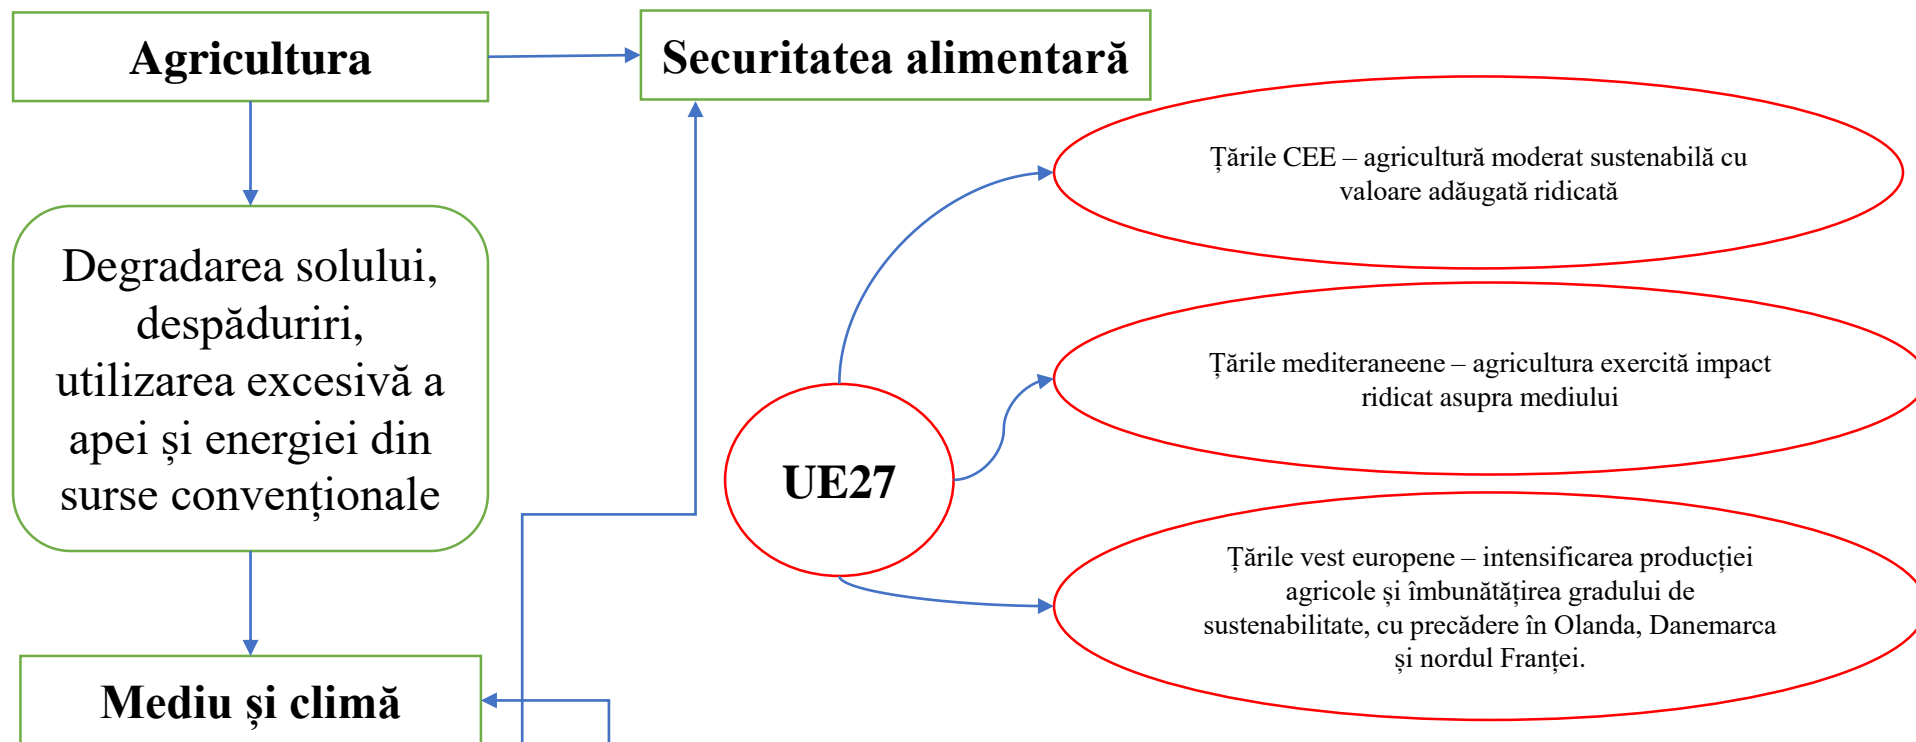 Agricultura
Securitatea alimentară
Țările CEE – agricultură moderat sustenabilă cu
valoare adăugată ridicată
Degradarea solului,
despăduriri,
utilizarea excesivă a
apei și energiei din
surse convenționale
Țările mediteraneene – agricultura exercită impact
ridicat asupra mediului
UE27
Țările vest europene – intensificarea producției
agricole și îmbunătățirea gradului de
sustenabilitate, cu precădere în Olanda, Danemarca
și nordul Franței.
Mediu și climă